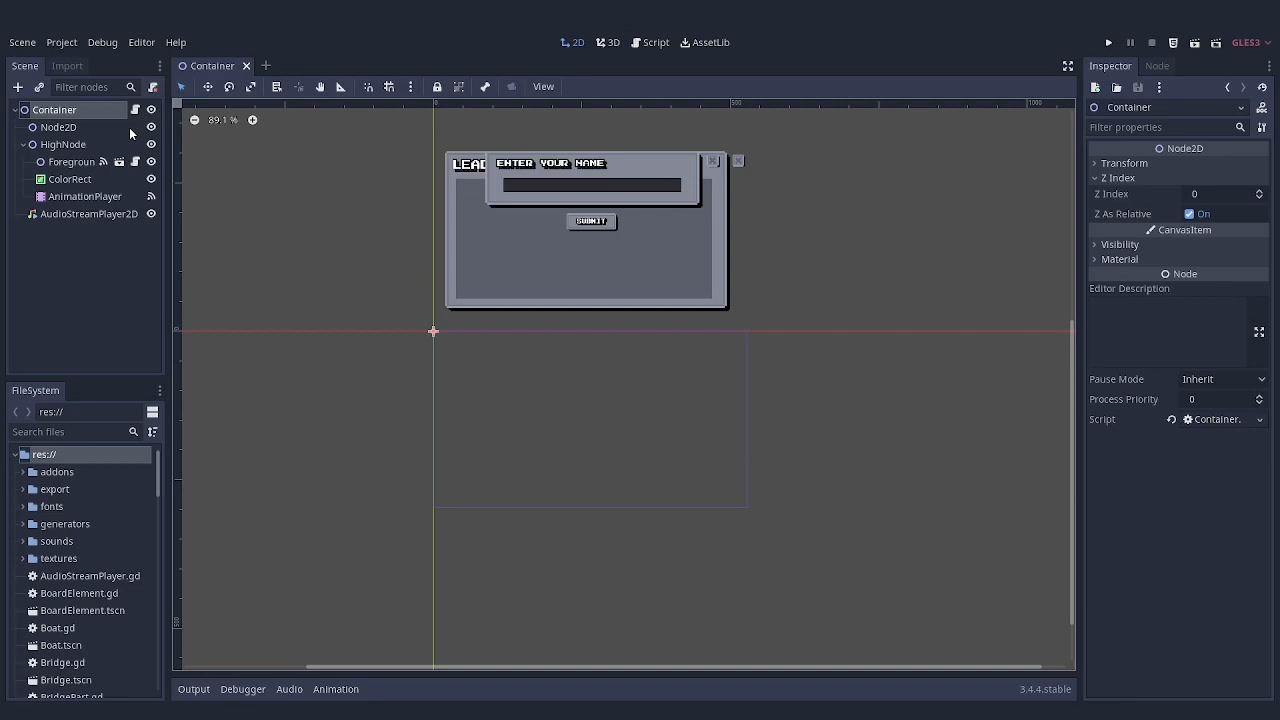 Scene Project Debug Editor Help 2D 3D Script AssetLib GLES3
Scene Import Container Inspector Node
Filter nodes View
Container Container
500 1000
89.1 %
Node2D Filter properties
HighNode Node2D
Foregroun Transform
LEAD ENTER YOUR NAME
ColorRect Z Index
AnimationPlayer Z Index 0
AudioStreamPlayer2D Z As Relative On
SUBMIT
CanvasItem
Visibility
Material
Node
Editor Description
Pause Mode Inherit
FileSystem Process Priority 0
res:// Script Container.
Search files
res://
addons
export
fonts
generators
sounds
textures
AudioStreamPlayer.gd
BoardElement.gd
BoardElement.tscn
Boat.gd
Boat.tscn
Bridge.gd
Bridge.tscn
BridgePart.gd
Output Debugger Audio Animation 3.4.4.stable